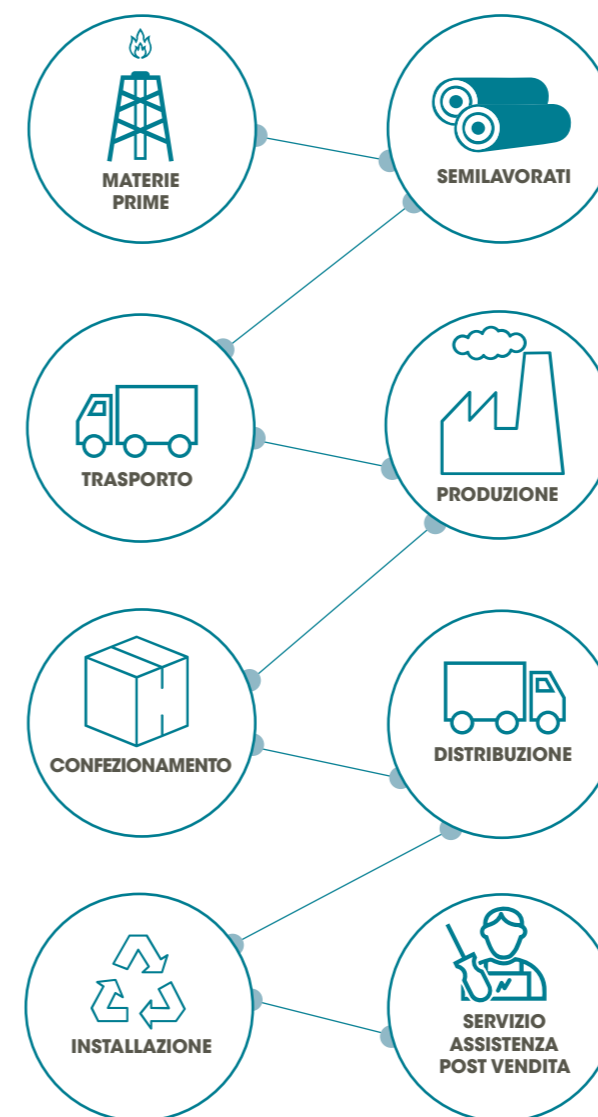 MATERIE
PRIME
SEMILAVORATI
TRASPORTO
PRODUZIONE
CONFEZIONAMENTO
DISTRIBUZIONE
INSTALLAZIONE
SERVIZIO
ASSISTENZA
POST VENDITA